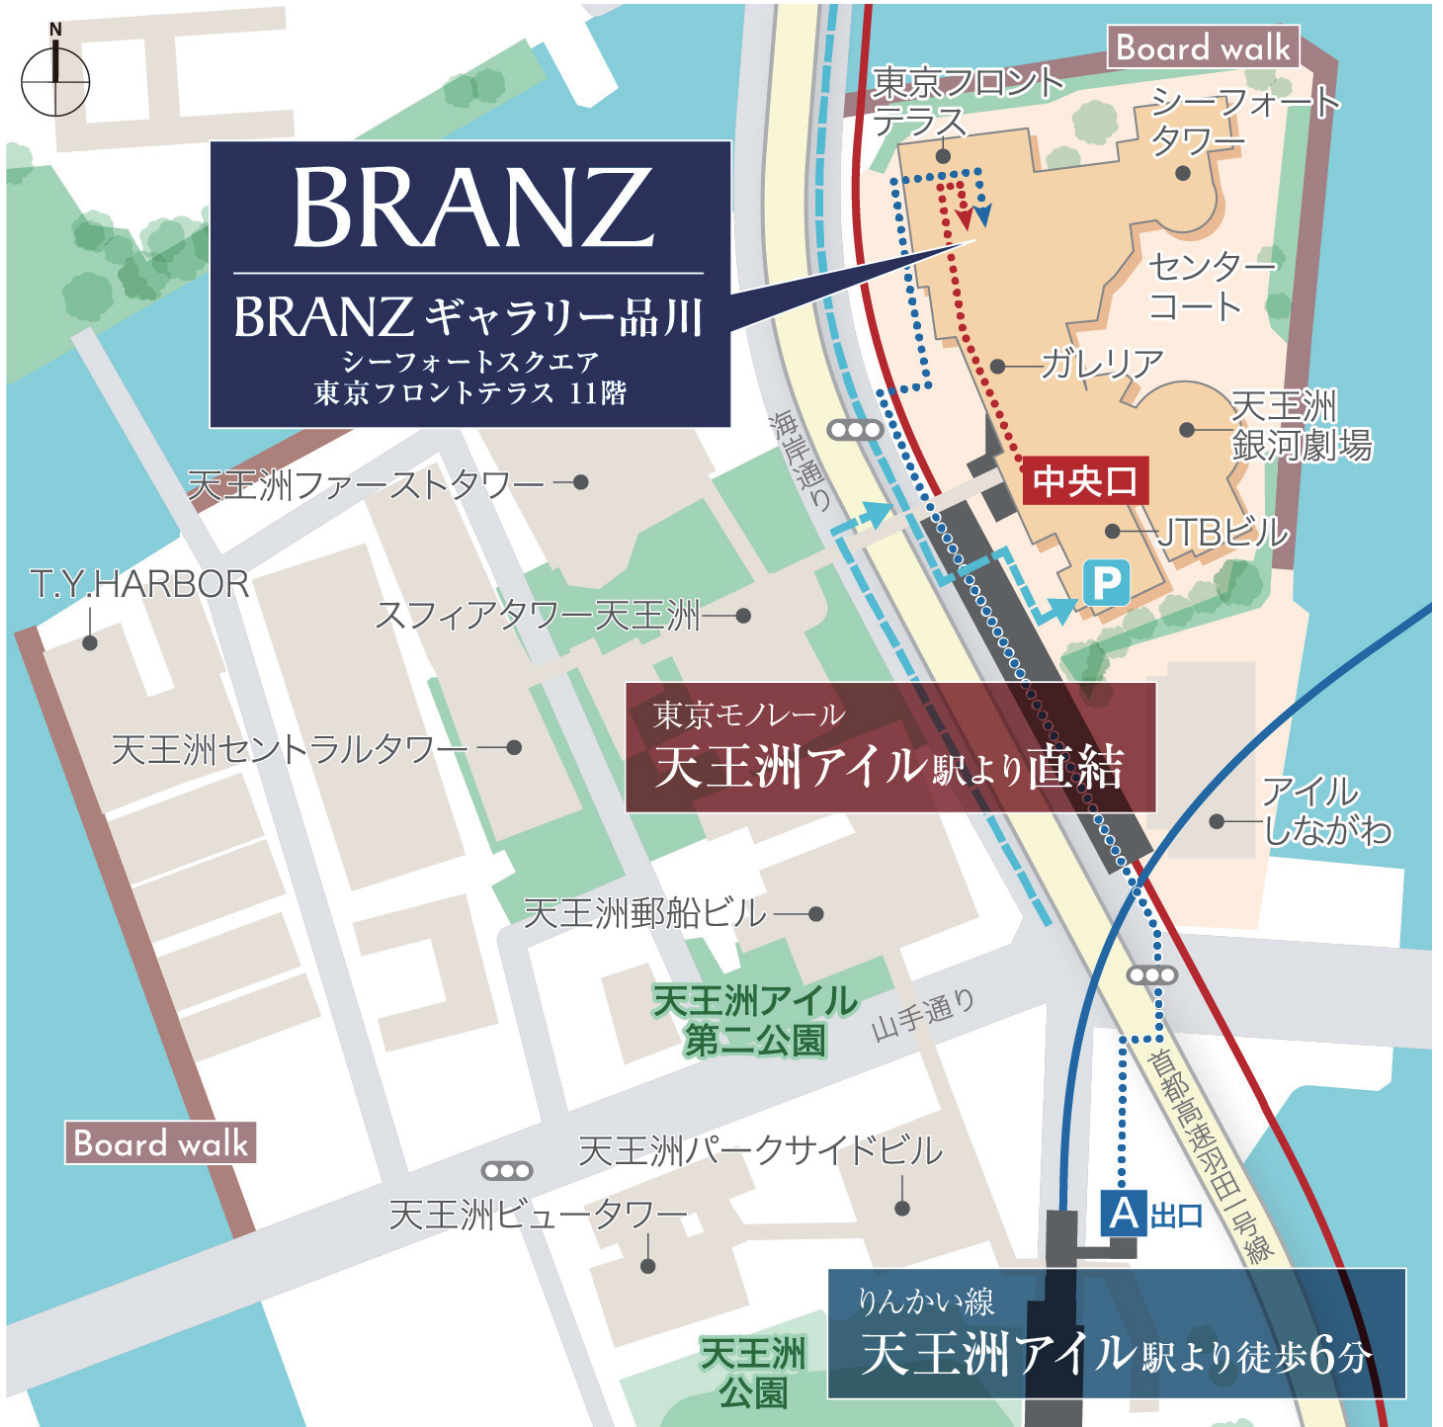 N
Board walk
東京フロント
テラス
シーフォート
タワー
BRANZ
BRANZ ギャラリー品川
シーフォートスクエア
東京フロントテラス 11階
センター
コート
ガレリア
天王洲
銀河劇場
海岸通り
天王洲ファーストタワー
中央口
JTBビル
P
T.Y.HARBOR
スフィアタワー天王洲
東京モノレール
天王洲アイル駅より直結
天王洲セントラルタワー
アイル
しながわ
天王洲郵船ビル
天王洲アイル
第二公園
山手通り
首都高速羽田一号線
Board walk
天王洲パークサイドビル
天王洲ビュータワー
A 出口
りんかい線
天王洲アイル駅より徒歩6分
天王洲
公園